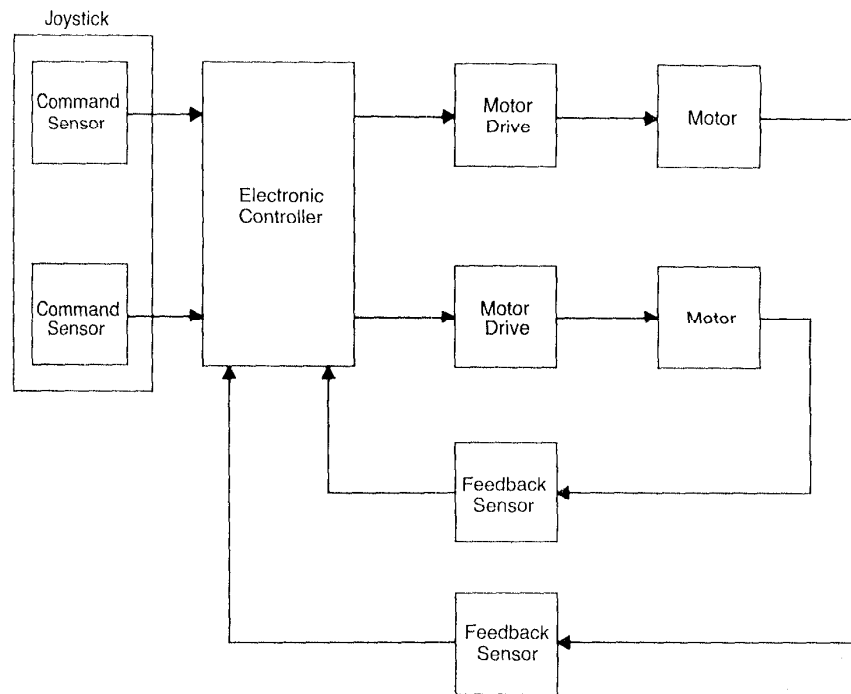 Joystick
Command
Sensor
Electronic
Controller
Motor
Drive
Motor
Command
Sensor
Motor
Drive
Motor
Feedback
Sensor
Feedback
Sensor